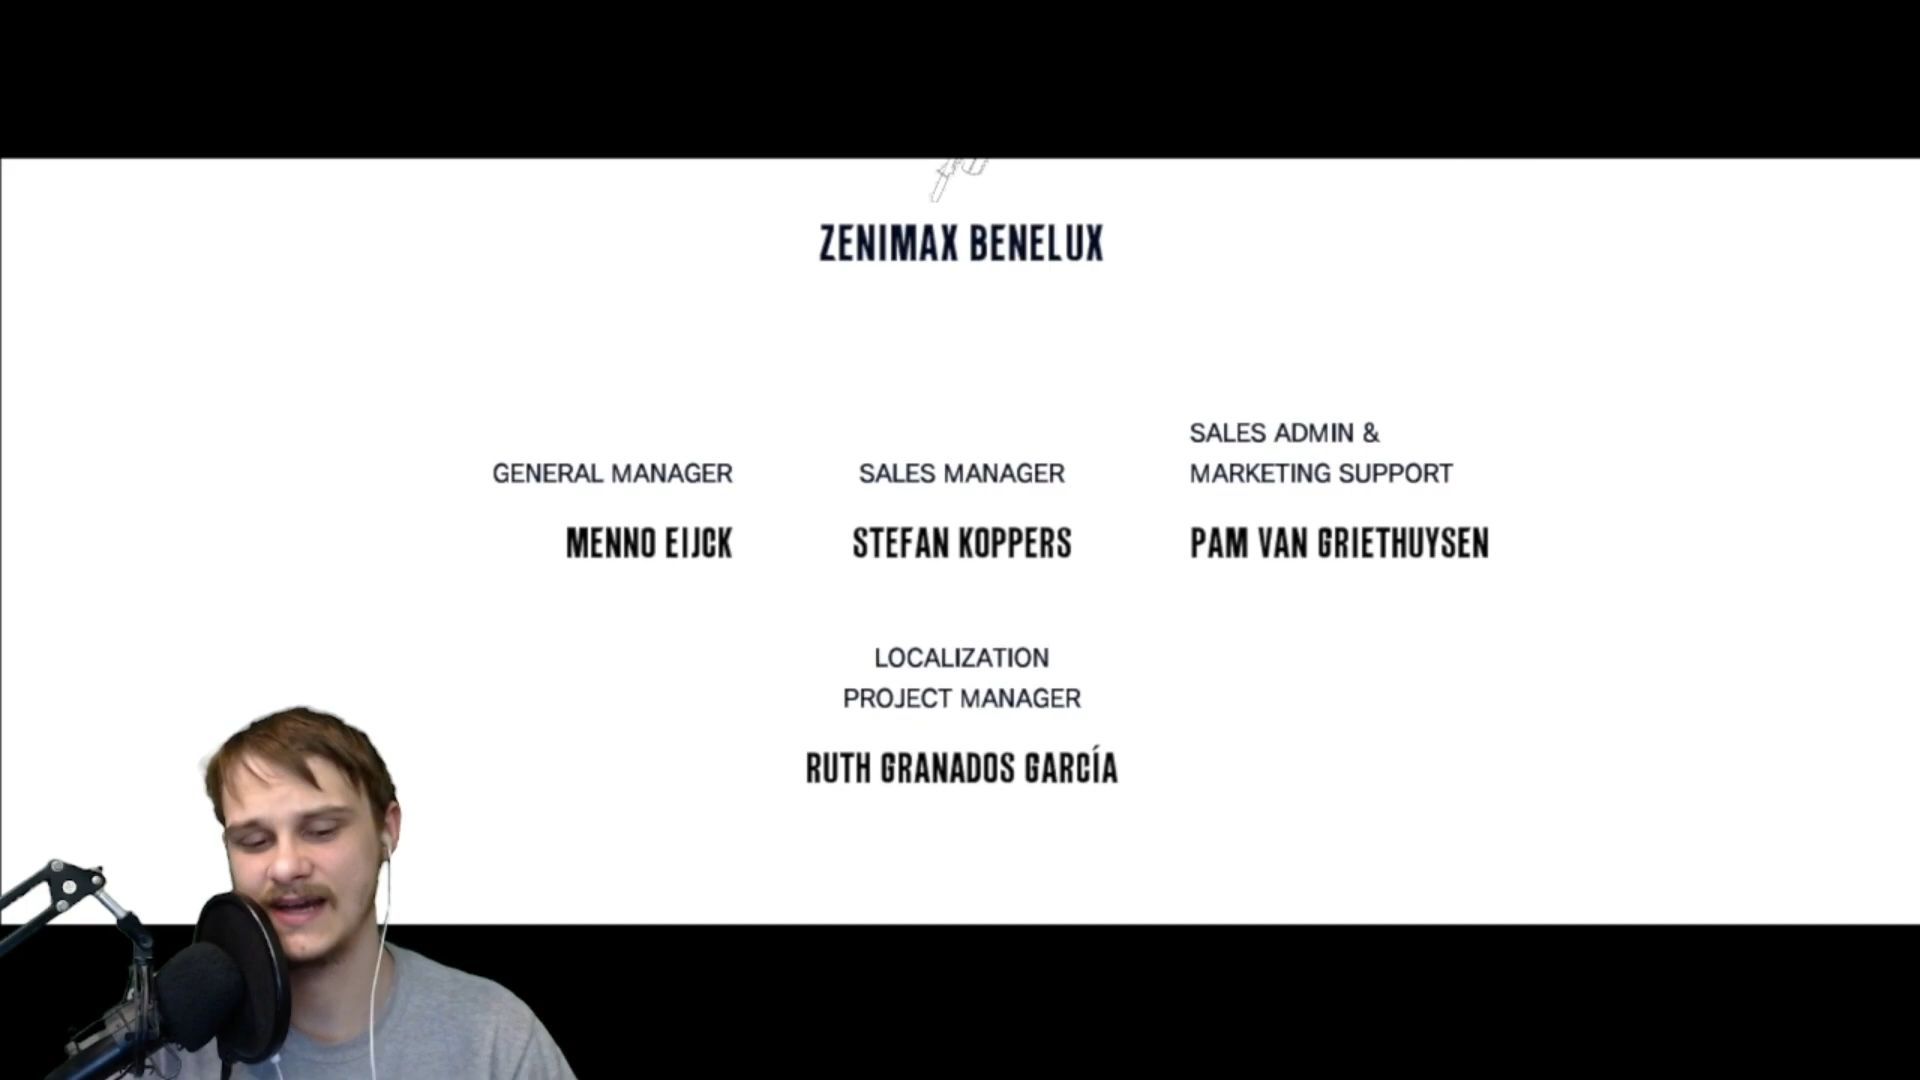 ZENIMAX BENELUX
GENERAL MANAGER
MENNO EIJCK
SALES MANAGER
STEFAN KOPPERS
SALES ADMIN &
MARKETING SUPPORT
PAM VAN GRIETHUYSEN
LOCALIZATION
PROJECT MANAGER
RUTH GRANADOS GARCÍA